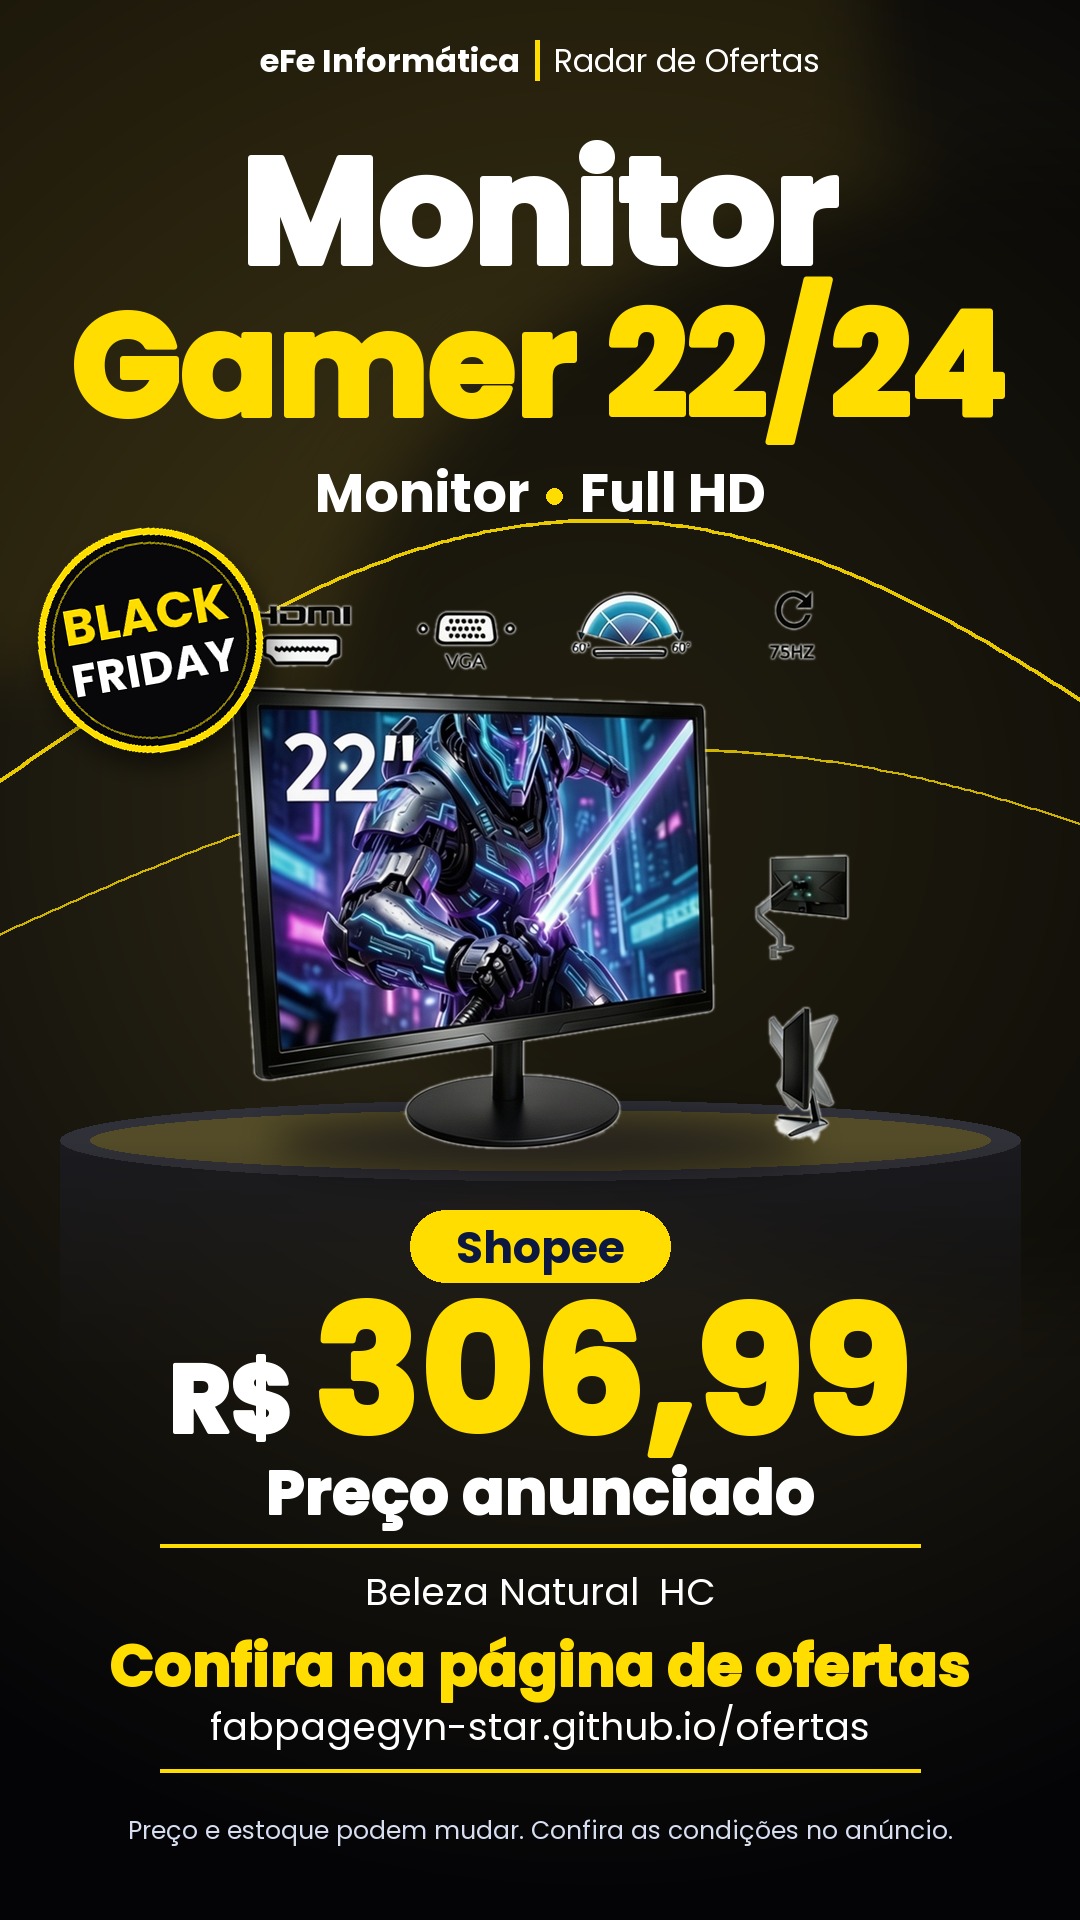 eFe Informática | Radar de Ofertas
Monitor
Gamer 22/24
Monitor • Full HD
BLACK
FRIDAY
HDMI
VGA
60° 60°
75HZ
22"
Shopee
R$ 306,99
Preço anunciado
Beleza Natural  HC
Confira na página de ofertas
fabpagegyn-star.github.io/ofertas
Preço e estoque podem mudar. Confira as condições no anúncio.